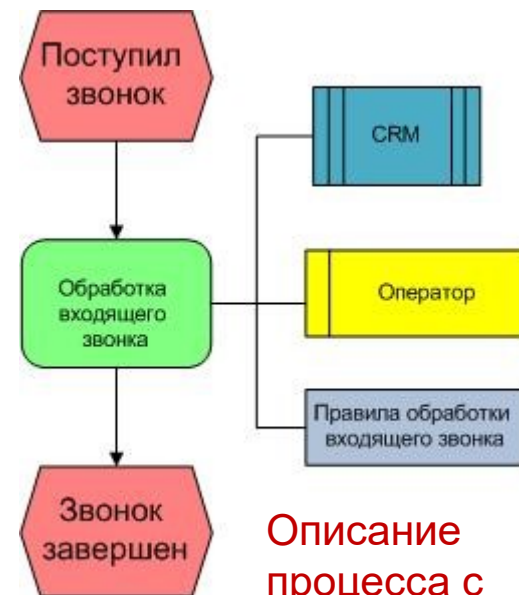 Поступил
звонок
CRM
Обработка
входящего
звонка
Оператор
Правила обработки
входящего звонка
Звонок
завершен
Описание
процесса с